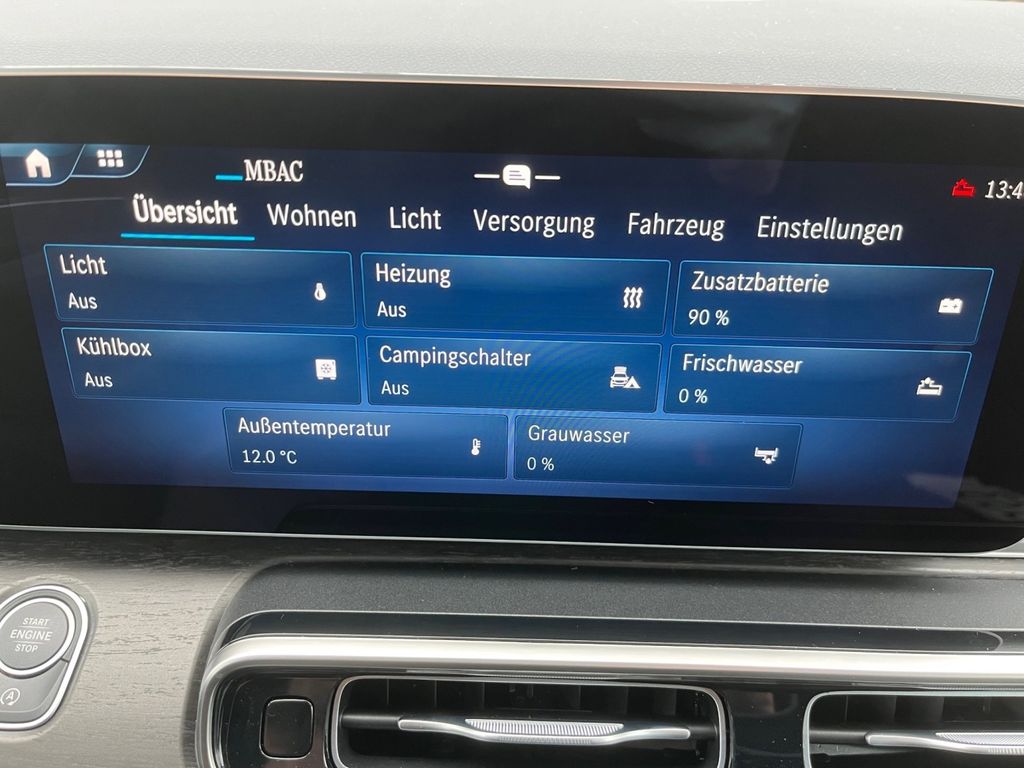 MBAC
13:4
Übersicht Wohnen Licht Versorgung Fahrzeug Einstellungen
Licht
Aus
Heizung
Aus
Zusatzbatterie
90 %
Kühlbox
Aus
Campingschalter
Aus
Frischwasser
0 %
Außentemperatur
12.0 °C
Grauwasser
0 %
START
ENGINE
STOP
A